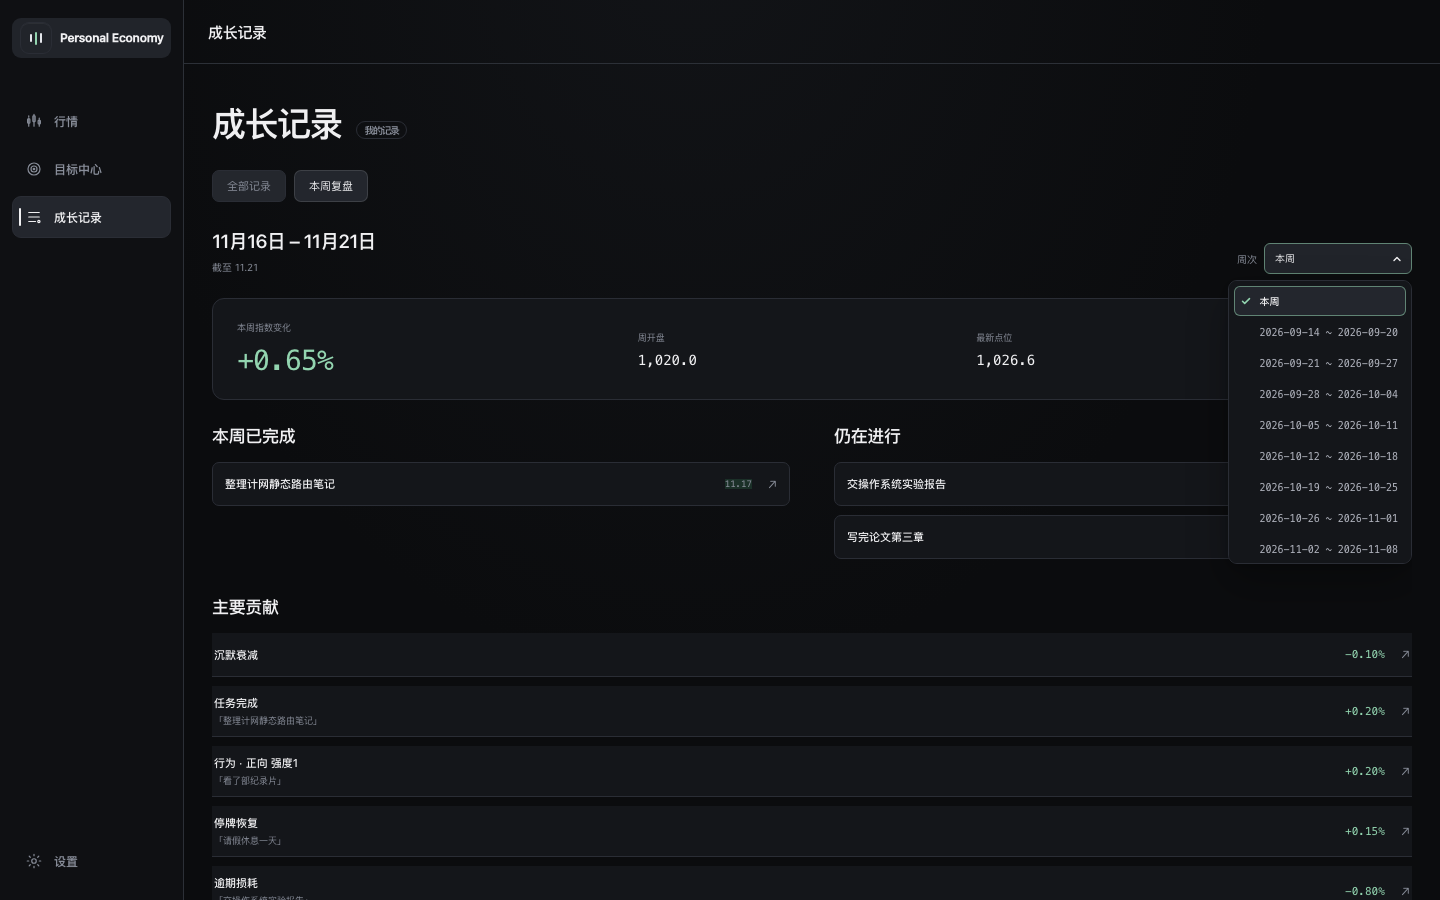 Personal Economy
行情
目标中心
成长记录
设置
成长记录
成长记录
我的记录
全部记录
本周复盘
11月16日 – 11月21日
截至 11.21
周次
本周
本周
2026-09-14 ~ 2026-09-20
2026-09-21 ~ 2026-09-27
2026-09-28 ~ 2026-10-04
2026-10-05 ~ 2026-10-11
2026-10-12 ~ 2026-10-18
2026-10-19 ~ 2026-10-25
2026-10-26 ~ 2026-11-01
2026-11-02 ~ 2026-11-08
本周指数变化
+0.65%
周开盘
1,020.0
最新点位
1,026.6
本周已完成
整理计网静态路由笔记
11.17
仍在进行
交操作系统实验报告
写完论文第三章
主要贡献
沉默衰减
−0.10%
任务完成
「整理计网静态路由笔记」
+0.20%
行为 · 正向 强度1
「看了部纪录片」
+0.20%
停牌恢复
「请假休息一天」
+0.15%
逾期损耗
「交操作系统实验报告」
−0.80%